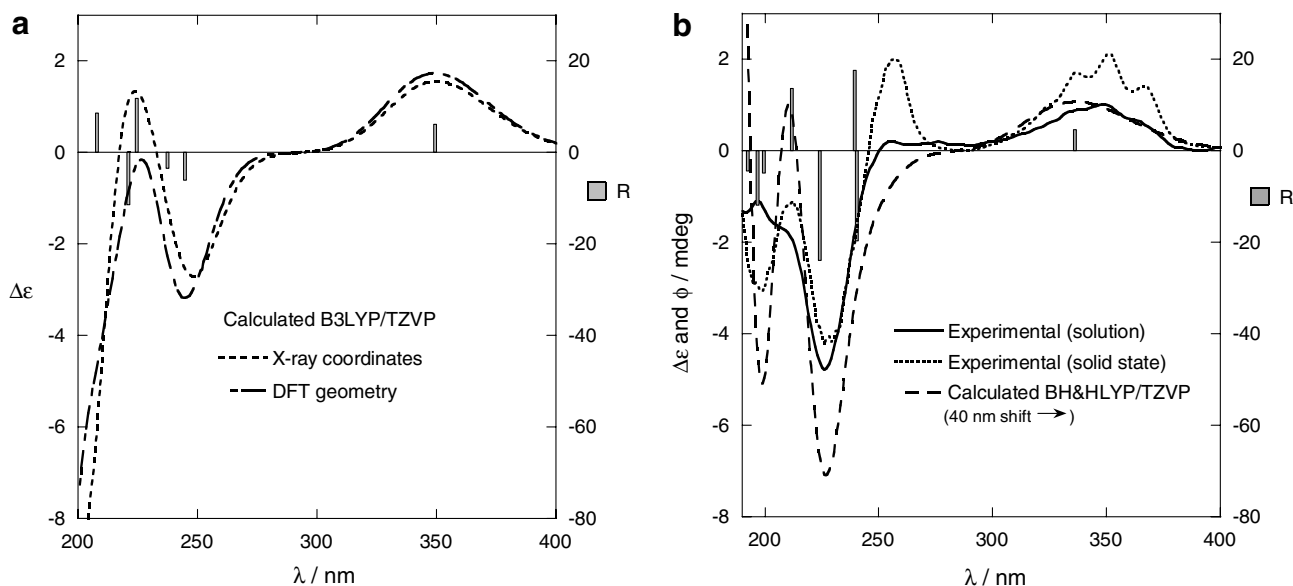 a
2
0
-2
-4
-6
-8
20
0
-20
-40
-60
-80
Δε
R
Calculated B3LYP/TZVP
X-ray coordinates
DFT geometry
200 250 300 350 400
λ / nm
b
2
0
-2
-4
-6
-8
30
20
0
-20
-40
-60
-80
Δε and ϕ / mdeg
R
Experimental (solution)
Experimental (solid state)
Calculated BH&HLYP/TZVP
(40 nm shift → )
200 250 300 350 400
λ / nm